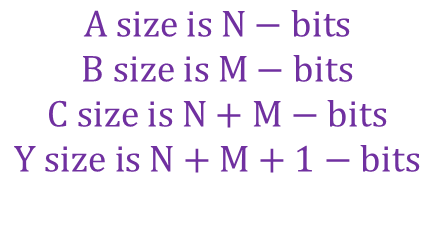 A size is N − bits
B size is M − bits
C size is N + M − bits
Y size is N + M + 1 − bits